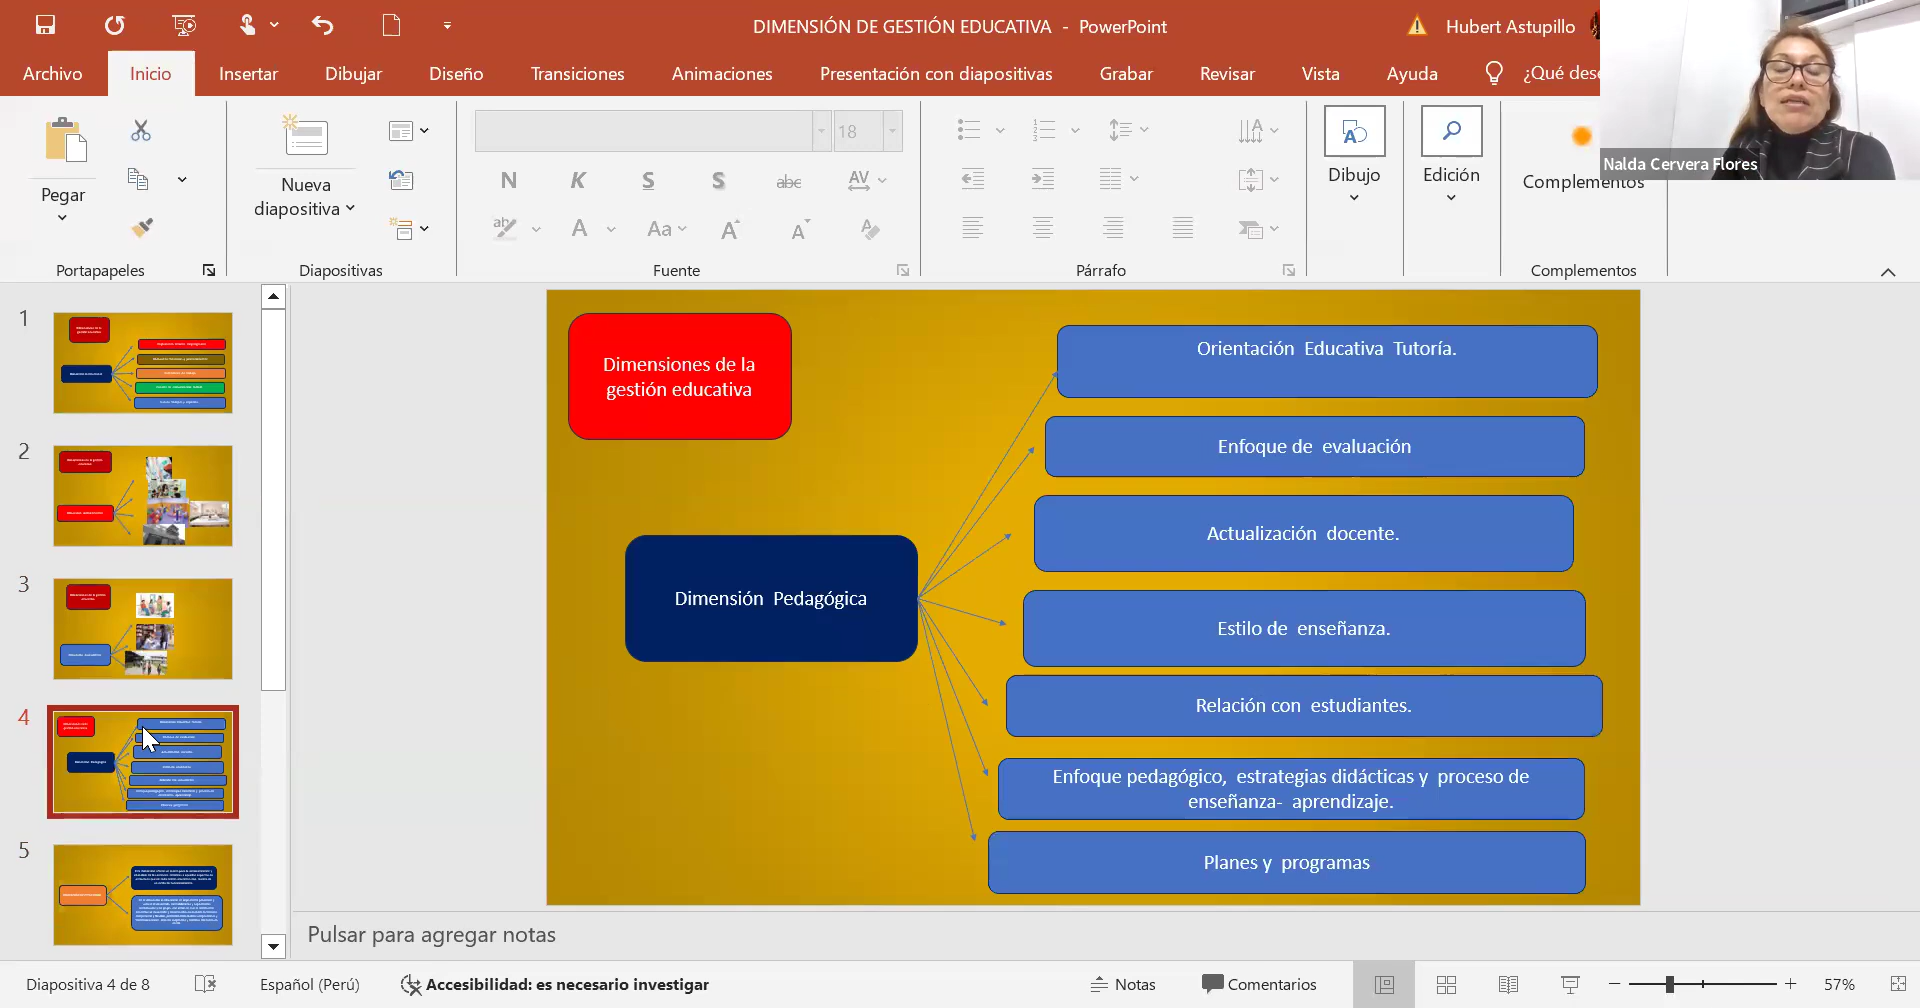 DIMENSIÓN DE GESTIÓN EDUCATIVA - PowerPoint
Hubert Astupillo
Archivo
Inicio
Insertar
Dibujar
Diseño
Transiciones
Animaciones
Presentación con diapositivas
Grabar
Revisar
Vista
Ayuda
¿Qué dese
Pegar
Nueva
diapositiva
18
N
K
S
S
abc
AV
A
Aa
A
A
Dibujo
Edición
Complementos
Nalda Cervera Flores
Portapapeles
Diapositivas
Fuente
Párrafo
Complementos
1
2
3
4
5
Dimensiones de la
gestión educativa
Dimensión Pedagógica
Orientación Educativa Tutoría.
Enfoque de evaluación
Actualización docente.
Estilo de enseñanza.
Relación con estudiantes.
Enfoque pedagógico, estrategias didácticas y proceso de
enseñanza- aprendizaje.
Planes y programas
Pulsar para agregar notas
Diapositiva 4 de 8
Español (Perú)
Accesibilidad: es necesario investigar
Notas
Comentarios
57%